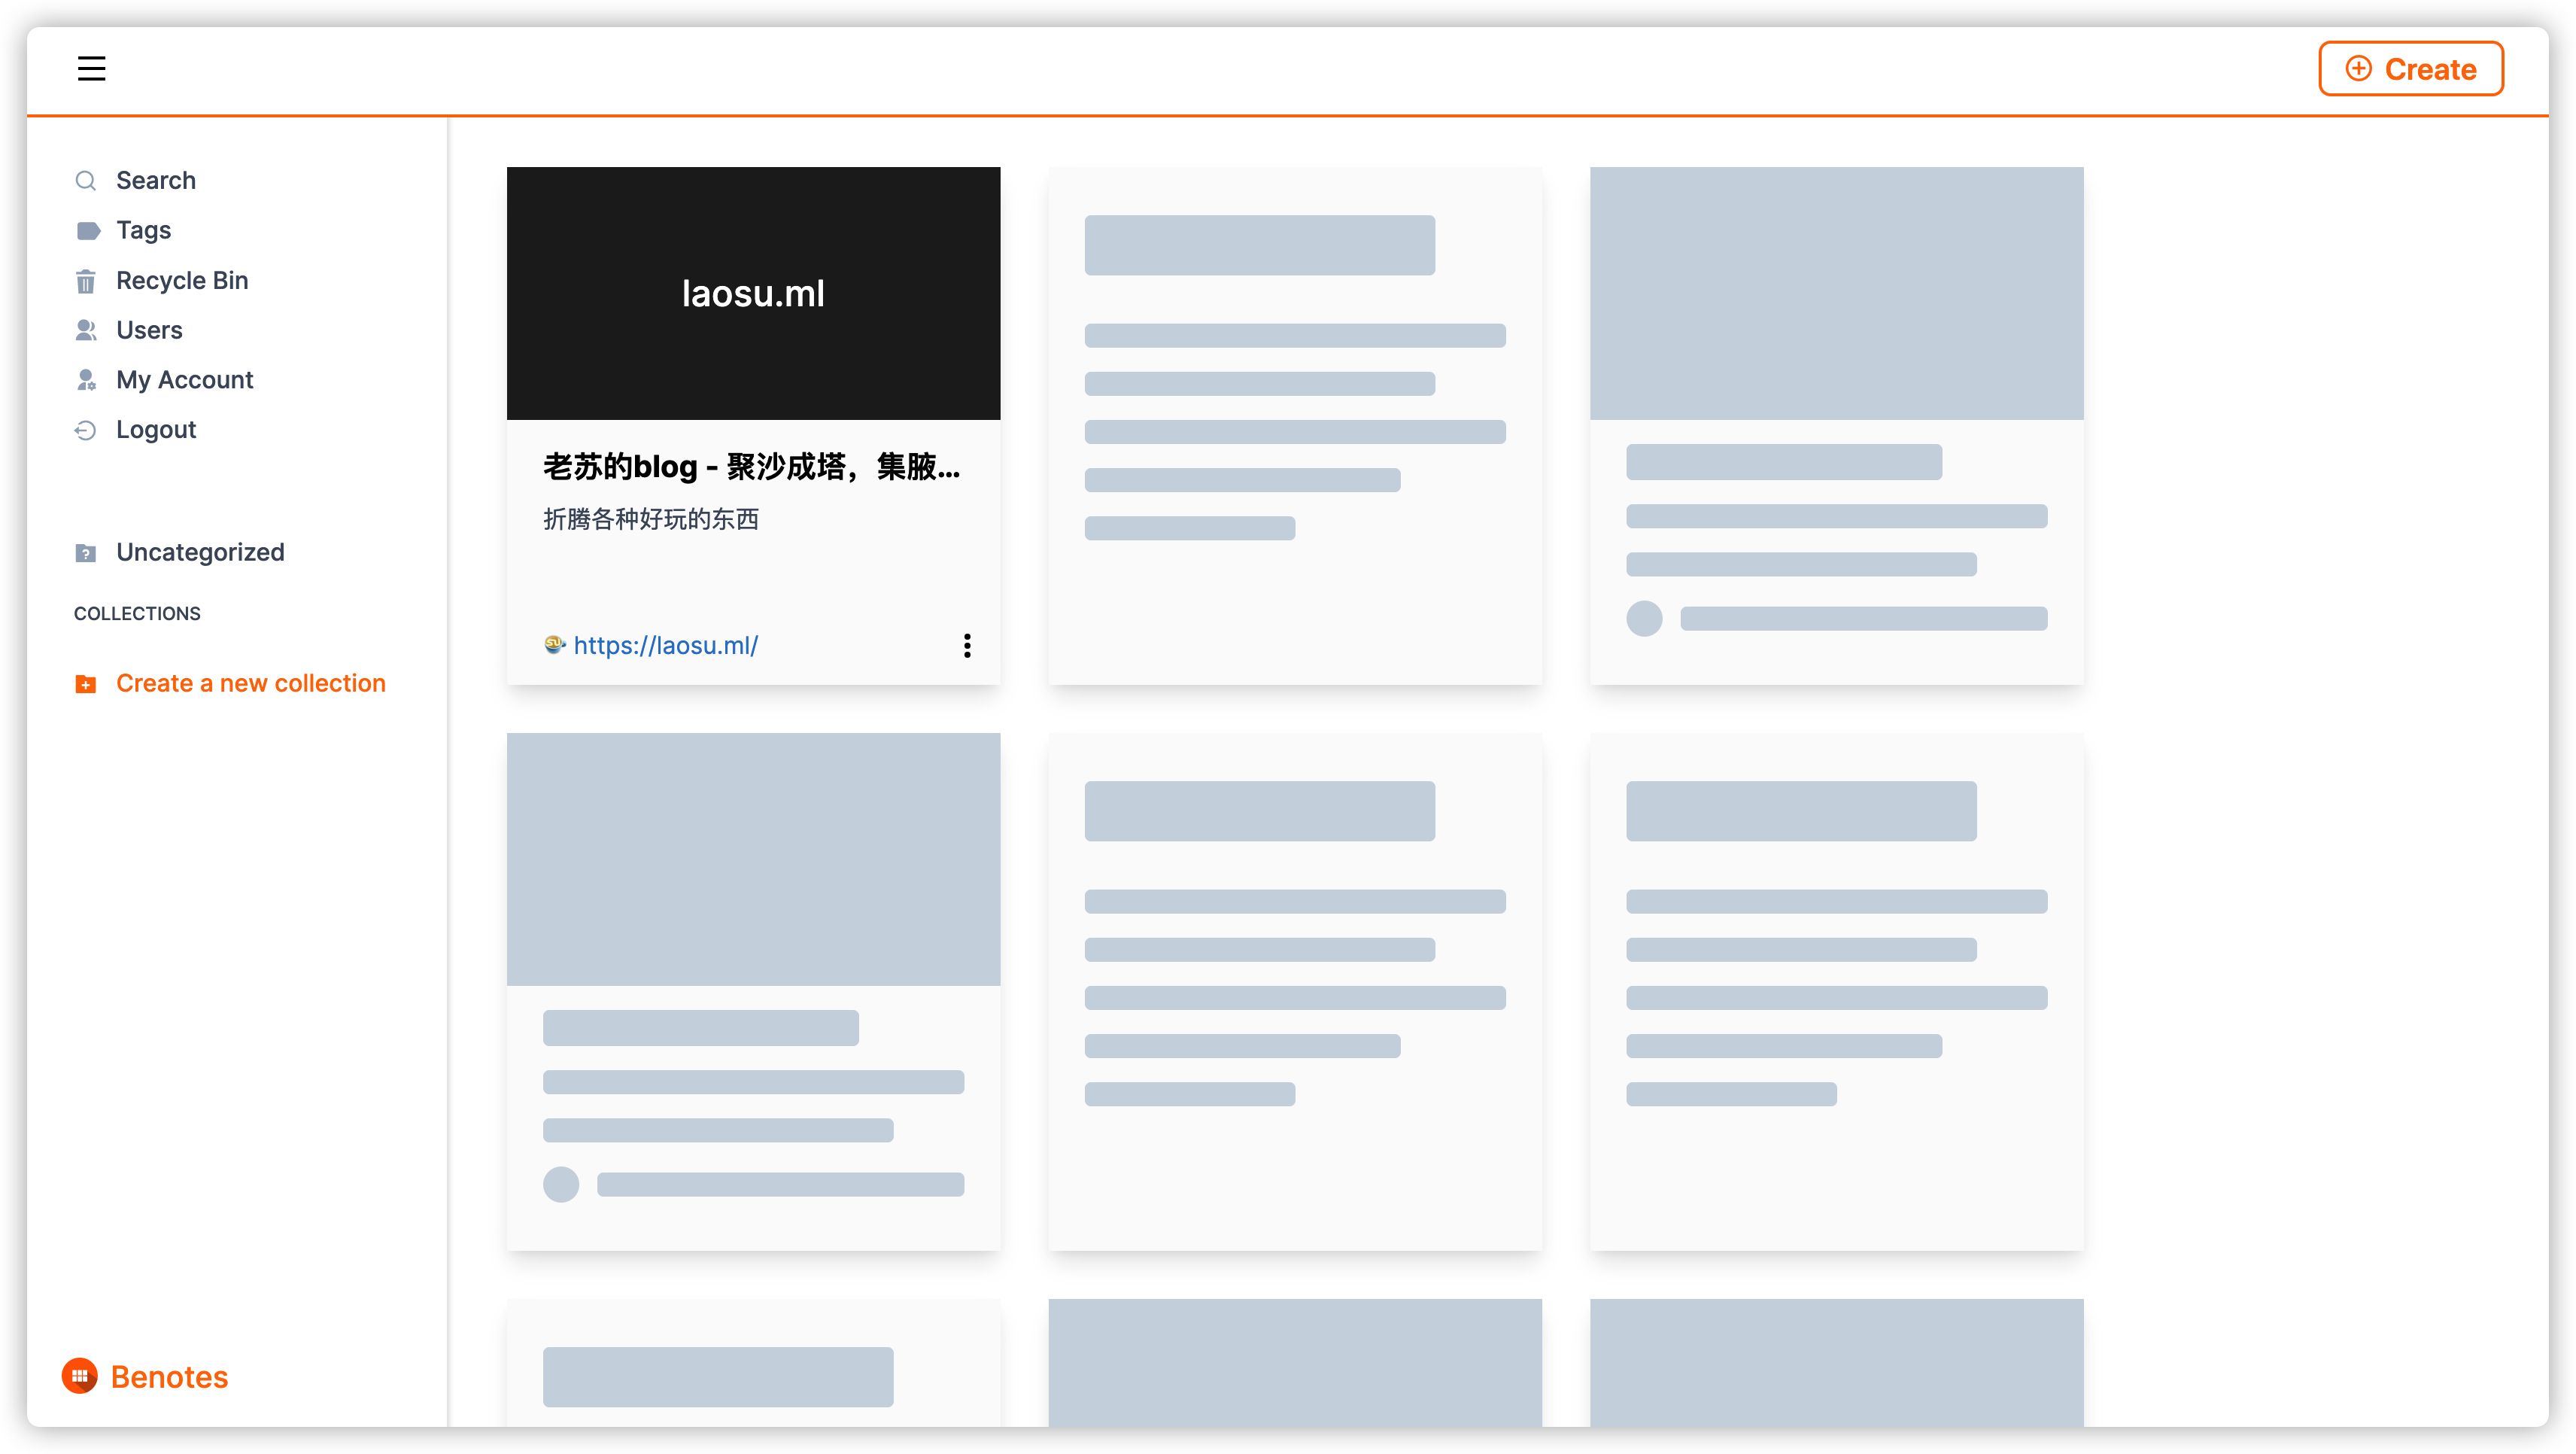 Create
Search
Tags
Recycle Bin
Users
My Account
Logout
Uncategorized
COLLECTIONS
Create a new collection
Benotes
laosu.ml
老苏的blog - 聚沙成塔，集腋...
折腾各种好玩的东西
https://laosu.ml/